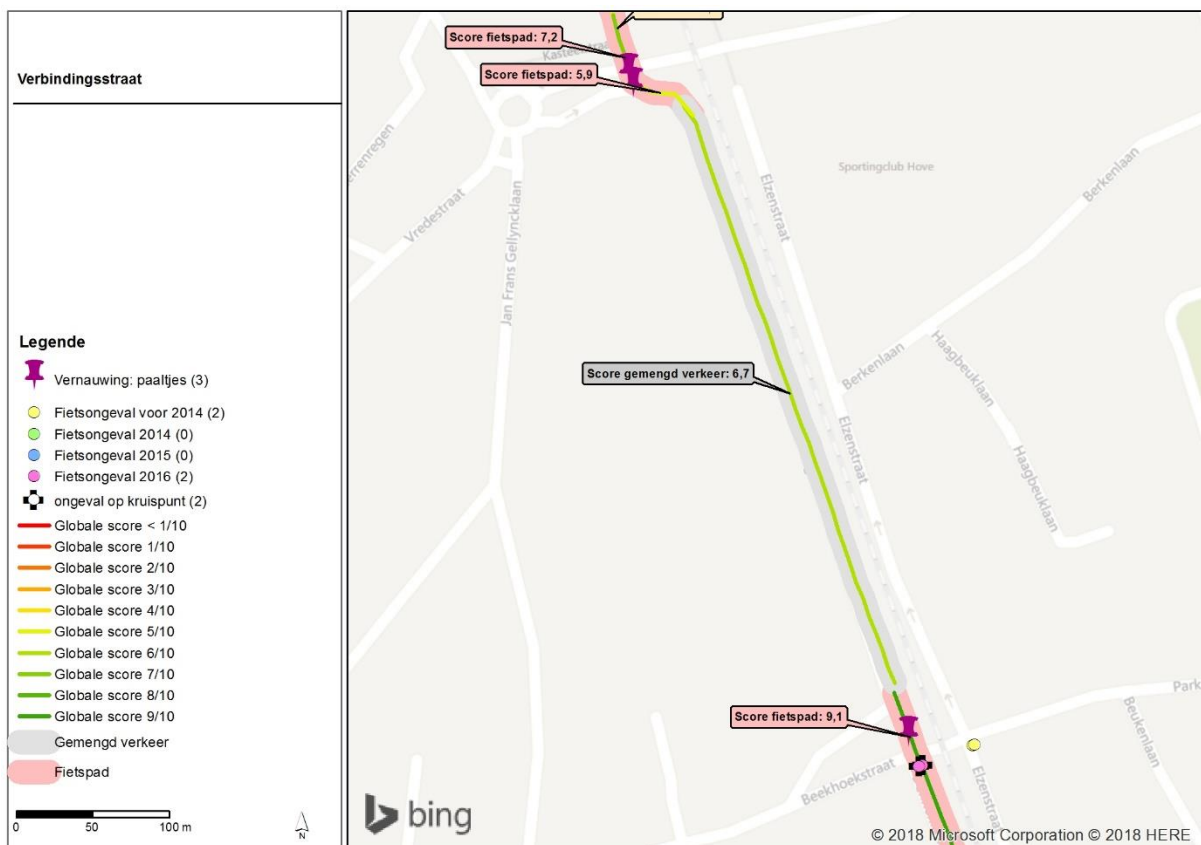 Verbindingsstraat
Legende
Vernauwing: paaltjes (3)
Fietsongeval voor 2014 (2)
Fietsongeval 2014 (0)
Fietsongeval 2015 (0)
Fietsongeval 2016 (2)
ongeval op kruispunt (2)
Globale score < 1/10
Globale score 1/10
Globale score 2/10
Globale score 3/10
Globale score 4/10
Globale score 5/10
Globale score 6/10
Globale score 7/10
Globale score 8/10
Globale score 9/10
Gemengd verkeer
Fietspad
0 50 100 m
N
Score fietspad: 7,2
Score fietspad: 5,9
Sportingclub Hove
Elzenstraat
Berkenlaan
Vredestraat
Jan Frans Gellyncklaan
Score gemengd verkeer: 6,7
Berkenlaan
Haagbeuklaan
Elzenstraat
Haagbeuklaan
Score fietspad: 9,1
Park
Beukenlaan
Beekhoekstraat
Elzenstraat
bing
© 2018 Microsoft Corporation © 2018 HERE